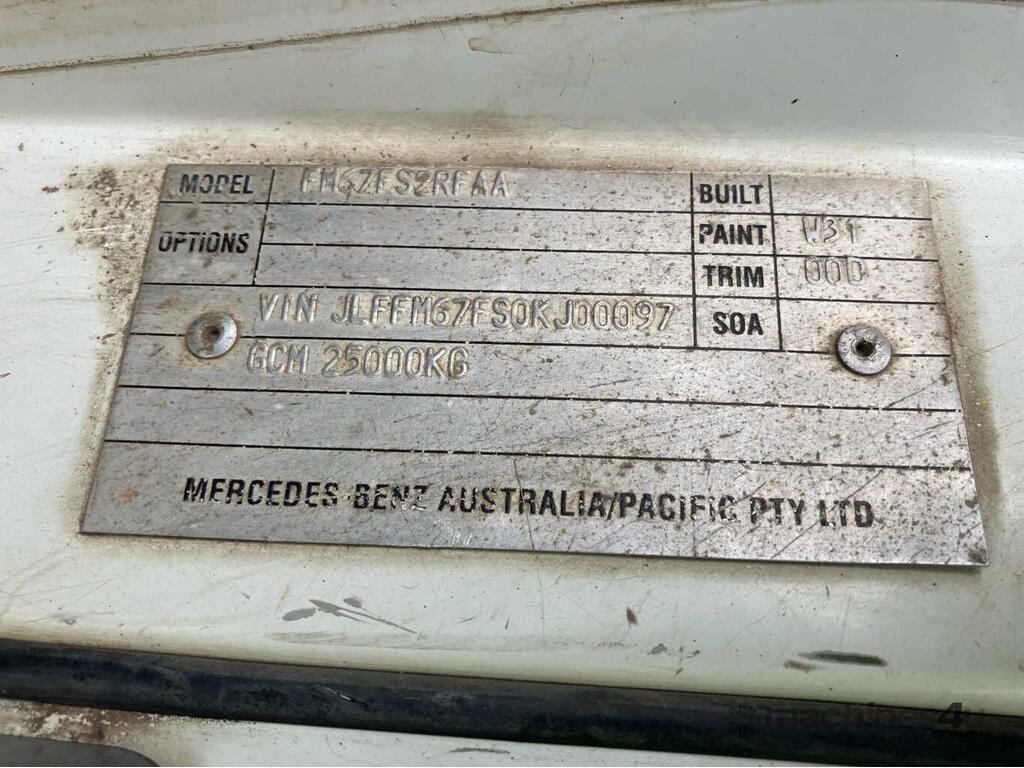 MODEL FM67FS2RFAA BUILT
OPTIONS PAINT W31
TRIM 00D
VIN JLFFM67FS0KJ00097 SOA
GCM 25000KG
MERCEDES-BENZ AUSTRALIA/PACIFIC PTY LTD